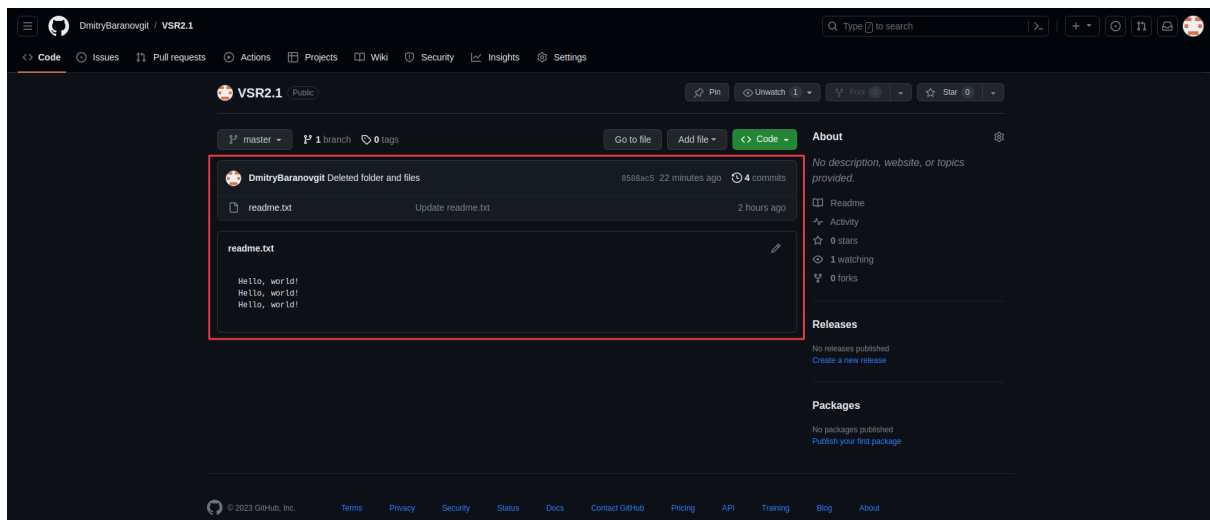 DmitryBaranovgit / VSR2.1
Type / to search
Code Issues Pull requests Actions Projects Wiki Security Insights Settings
VSR2.1 Public
Pin Unwatch 1 Fork 0 Star 0
master 1 branch 0 tags
Go to file Add file Code
DmitryBaranovgit Deleted folder and files 8588ac5 22 minutes ago 4 commits
readme.txt Update readme.txt 2 hours ago
readme.txt
Hello, world!
Hello, world!
Hello, world!
About
No description, website, or topics
provided.
Readme
Activity
0 stars
1 watching
0 forks
Releases
No releases published
Create a new release
Packages
No packages published
Publish your first package
© 2023 GitHub, Inc. Terms Privacy Security Status Docs Contact GitHub Pricing API Training Blog About